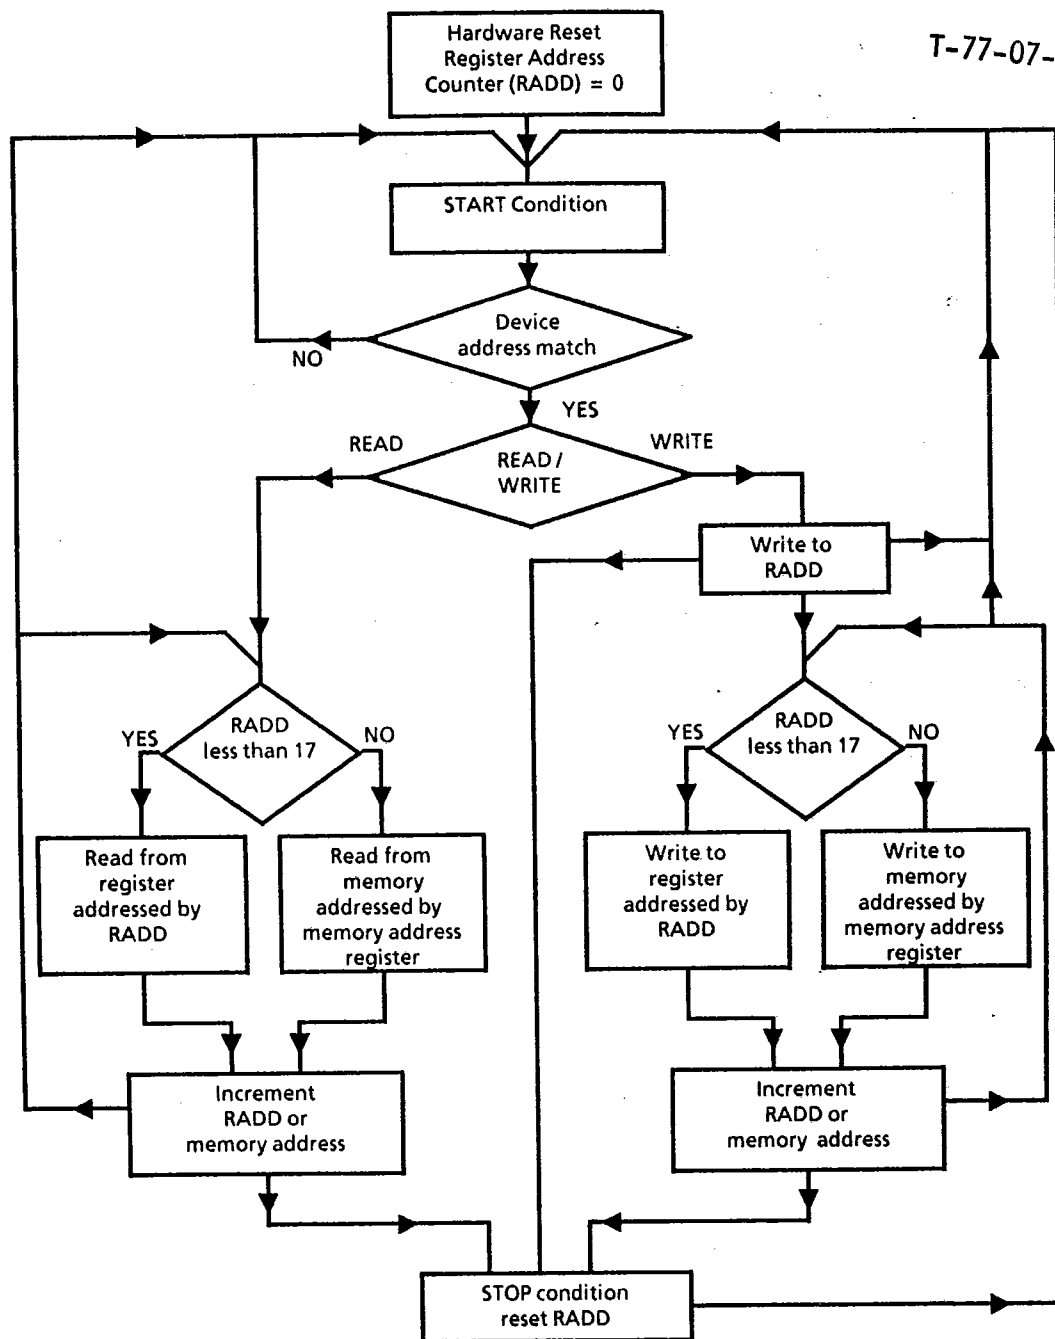 Hardware Reset
Register Address
Counter (RADD) = 0
T-77-07-
START Condition
Device
address match
NO
YES
READ
READ /
WRITE
WRITE
Write to
RADD
RADD
less than 17
YES
NO
RADD
less than 17
YES
NO
Read from
register
addressed by
RADD
Read from
memory
addressed by
memory address
register
Write to
register
addressed by
RADD
Write to
memory
addressed by
memory address
register
Increment
RADD or
memory address
Increment
RADD or
memory address
STOP condition
reset RADD